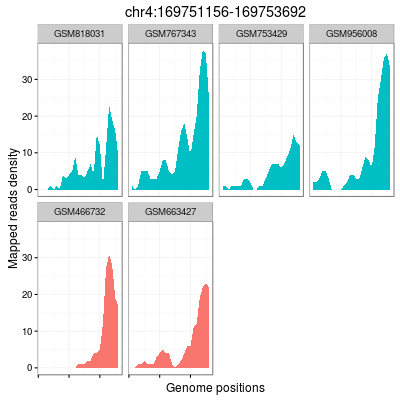 chr4:169751156-169753692
GSM818031 GSM767343 GSM753429 GSM956008
30
20
10
0
Mapped reads density
GSM466732 GSM663427
30
20
10
0
Genome positions